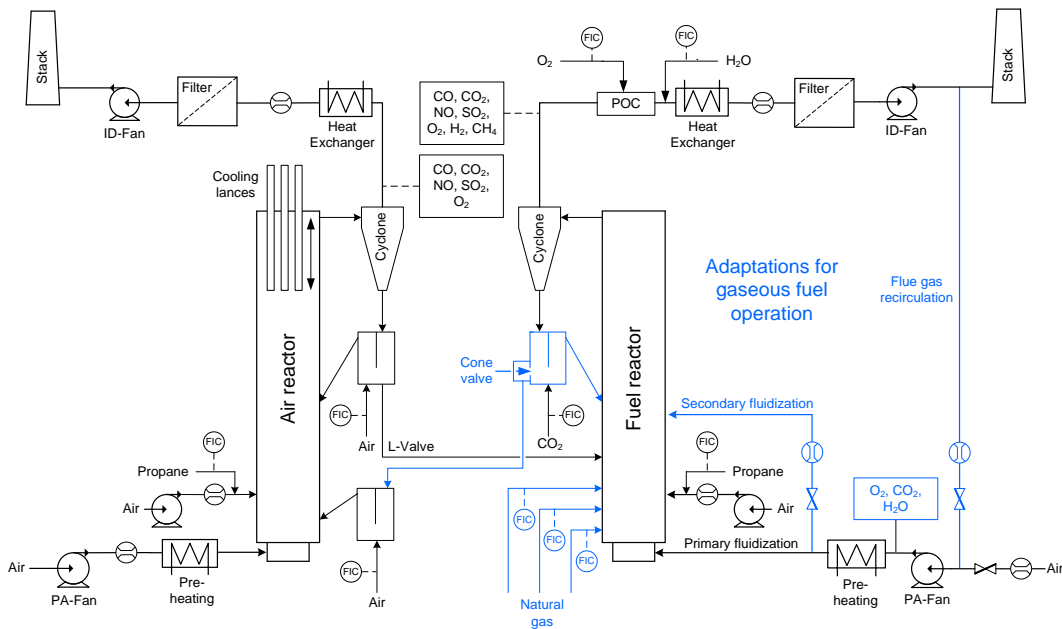 Stack
ID-Fan
Filter
Heat
Exchanger
CO, CO₂,
NO, SO₂,
O₂, H₂, CH₄
CO, CO₂,
NO, SO₂,
O₂
O₂
FIC
FIC
H₂O
POC
Heat
Exchanger
Filter
ID-Fan
Stack
Cooling
lances
Cyclone
Cyclone
Air reactor
Fuel reactor
Adaptations for
gaseous fuel
operation
Flue gas
recirculation
Cone
valve
FIC
Air
L-Valve
FIC
CO₂
Secondary fluidization
FIC
Propane
Air
FIC
Propane
Air
FIC
FIC
FIC
O₂, CO₂,
H₂O
Primary fluidization
Air
PA-Fan
Pre-
heating
FIC
Air
Natural
gas
Pre-
heating
PA-Fan
Air